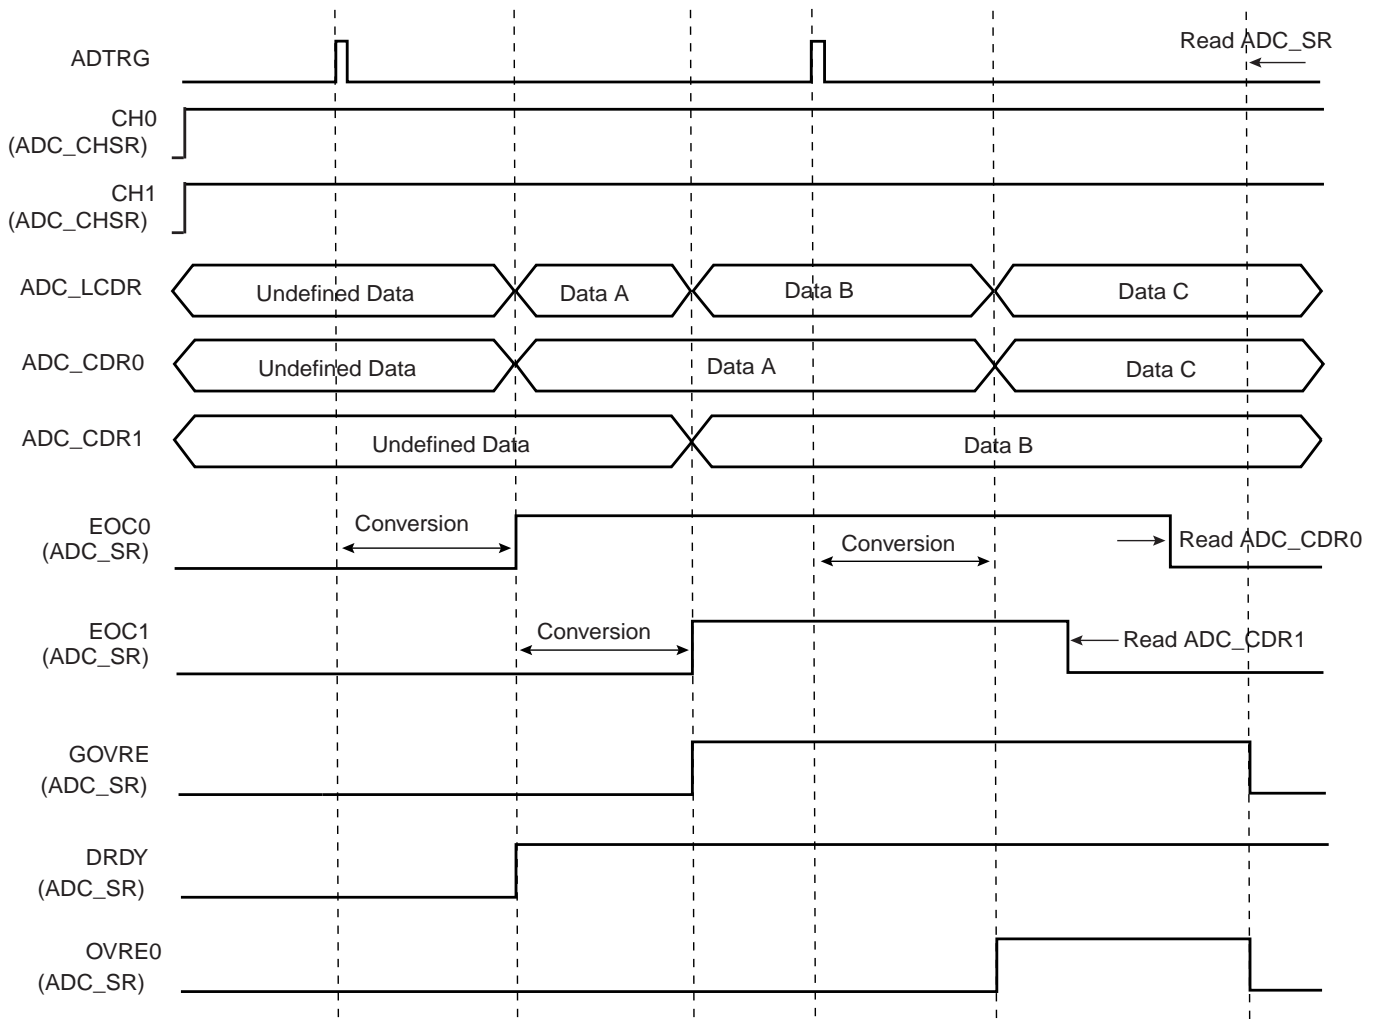 Read ADC_SR
ADTRG
CH0
(ADC_CHSR)
CH1
(ADC_CHSR)
ADC_LCDR
Undefined Data
Data A
Data B
Data C
ADC_CDR0
Undefined Data
Data A
Data C
ADC_CDR1
Undefined Data
Data B
EOC0
(ADC_SR)
Conversion
Conversion
Read ADC_CDR0
EOC1
(ADC_SR)
Conversion
Read ADC_CDR1
GOVRE
(ADC_SR)
DRDY
(ADC_SR)
OVRE0
(ADC_SR)